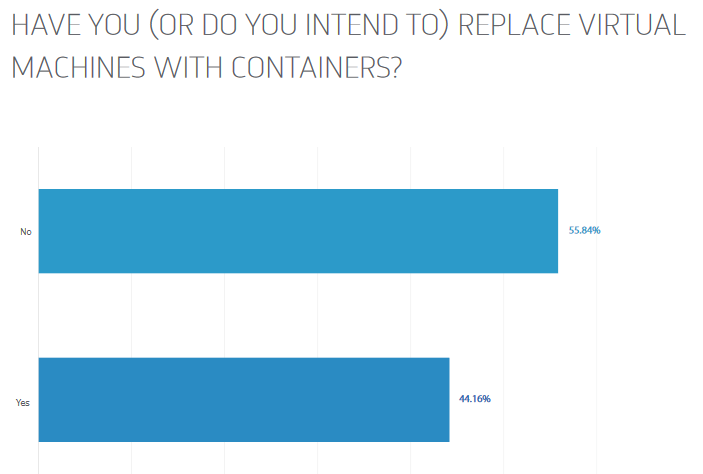 HAVE YOU (OR DO YOU INTEND TO) REPLACE VIRTUAL
MACHINES WITH CONTAINERS?
No
55.84%
Yes
44.16%